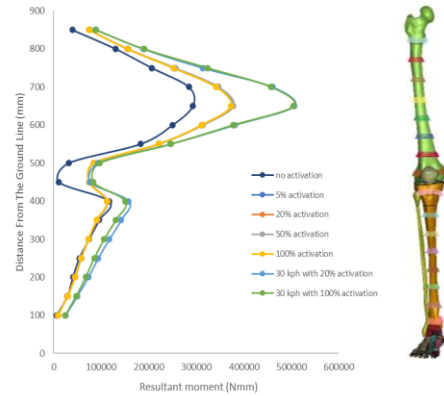 900
800
700
600
500
400
300
200
100
0
Distance From The Ground Line (mm)
no activation
5% activation
20% activation
50% activation
100% activation
30 kph with 20% activation
30 kph with 100% activation
0 100000 200000 300000 400000 500000 600000
Resultant moment (Nmm)